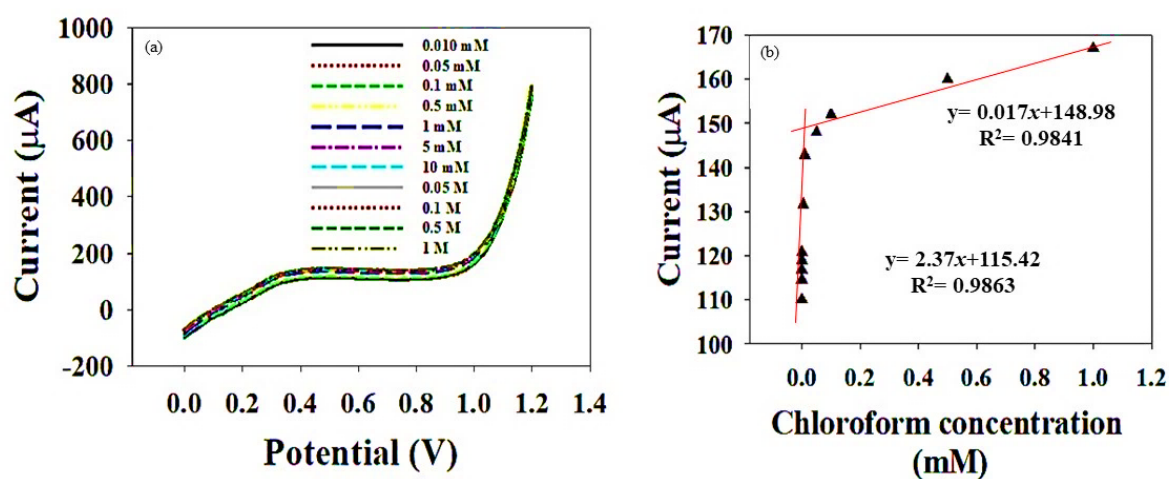 (a)
1000
800
600
400
200
0
-200
Current (µA)
0.010 mM
0.05 mM
0.1 mM
0.5 mM
1 mM
5 mM
10 mM
0.05 M
0.1 M
0.5 M
1 M
0.0 0.2 0.4 0.6 0.8 1.0 1.2 1.4
Potential (V)
(b)
170
160
150
140
130
120
110
100
Current (µA)
y= 0.017x+148.98
R²= 0.9841
y= 2.37x+115.42
R²= 0.9863
0.0 0.2 0.4 0.6 0.8 1.0 1.2
Chloroform concentration
(mM)